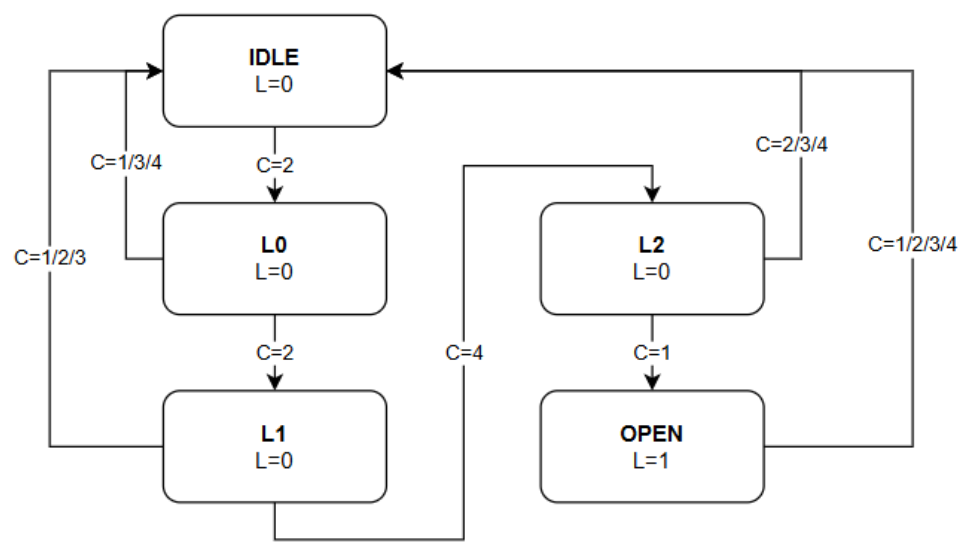 IDLE
L=0
C=1/3/4
C=2
C=2/3/4
L0
L=0
L2
L=0
C=1/2/3
C=1/2/3/4
C=2
C=4
C=1
L1
L=0
OPEN
L=1